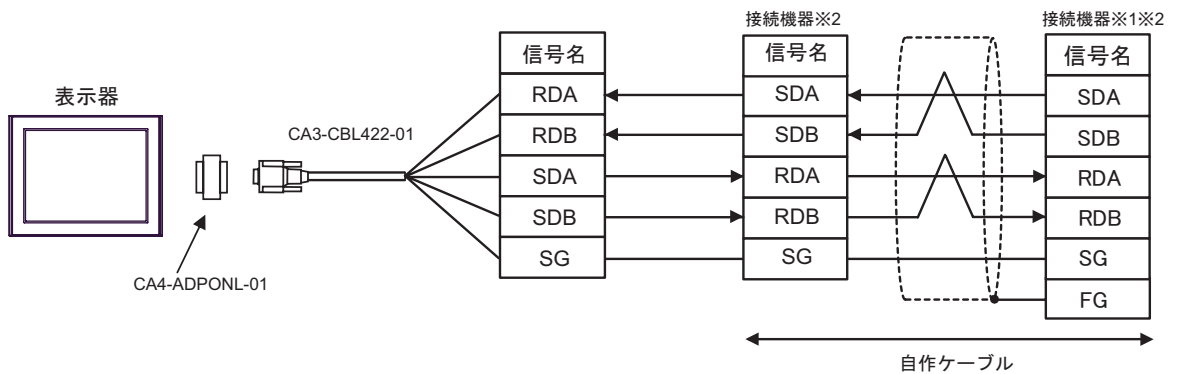 表示器
CA4-ADPONL-01
CA3-CBL422-01
信号名
RDA
RDB
SDA
SDB
SG
接続機器※2
信号名
SDA
SDB
RDA
RDB
SG
接続機器※1※2
信号名
SDA
SDB
RDA
RDB
SG
FG
自作ケーブル